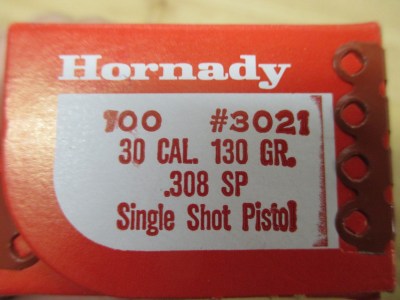 Hornady
100 #3021
30 CAL. 130 GR.
.308 SP
Single Shot Pistol